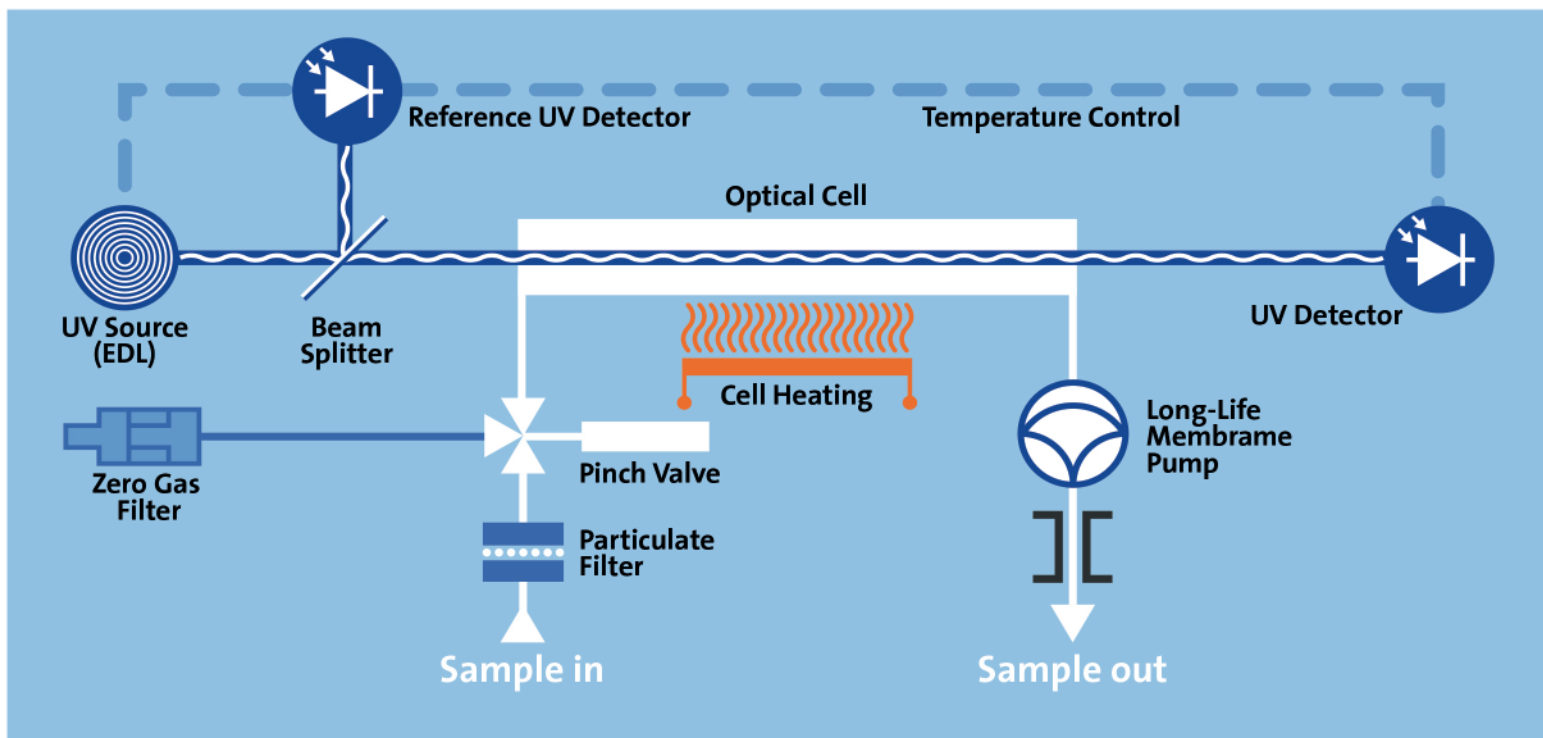 Reference UV Detector
Temperature Control
Optical Cell
UV Source
(EDL)
Beam
Splitter
UV Detector
Cell Heating
Long-Life
Membrame
Pump
Zero Gas
Filter
Pinch Valve
Particulate
Filter
Sample in
Sample out